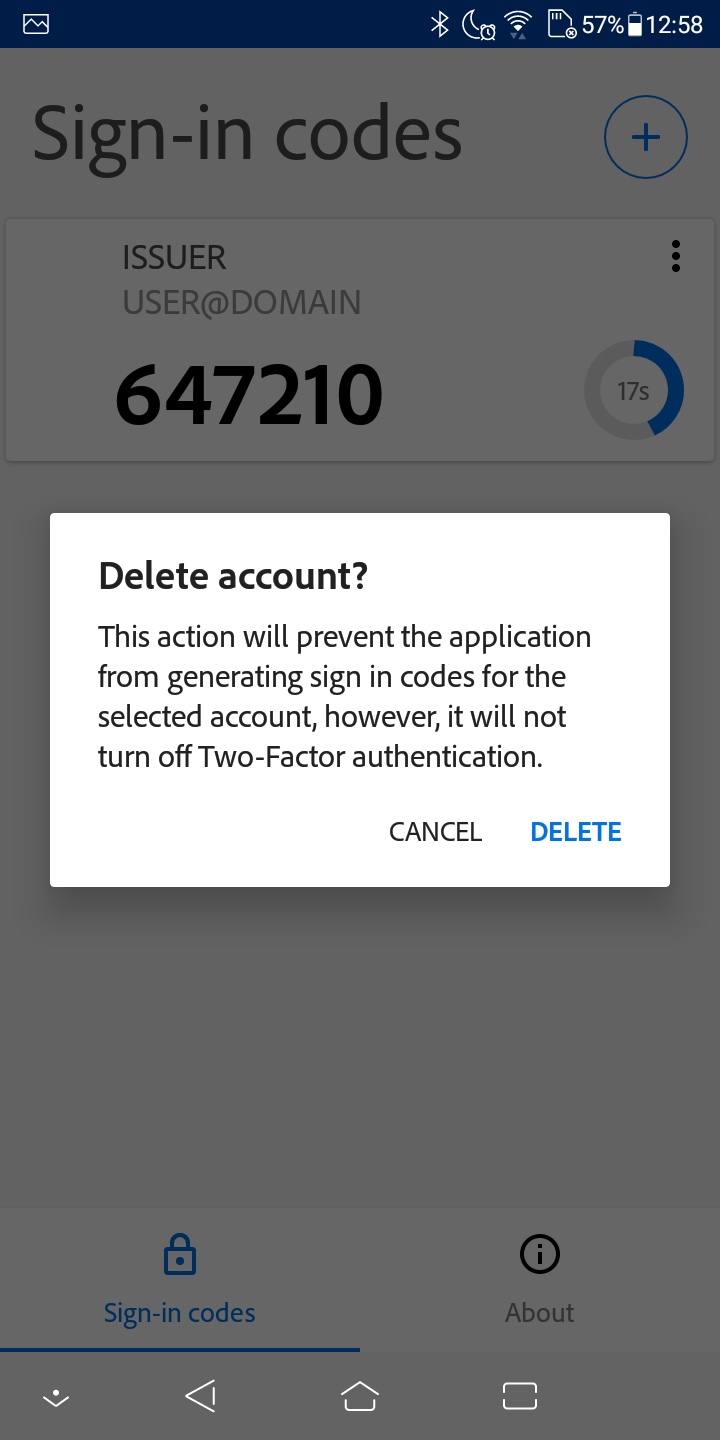 57% 12:58
Sign-in codes
ISSUER
USER@DOMAIN
647210
17s
Delete account?
This action will prevent the application
from generating sign in codes for the
selected account, however, it will not
turn off Two-Factor authentication.
CANCEL DELETE
Sign-in codes About